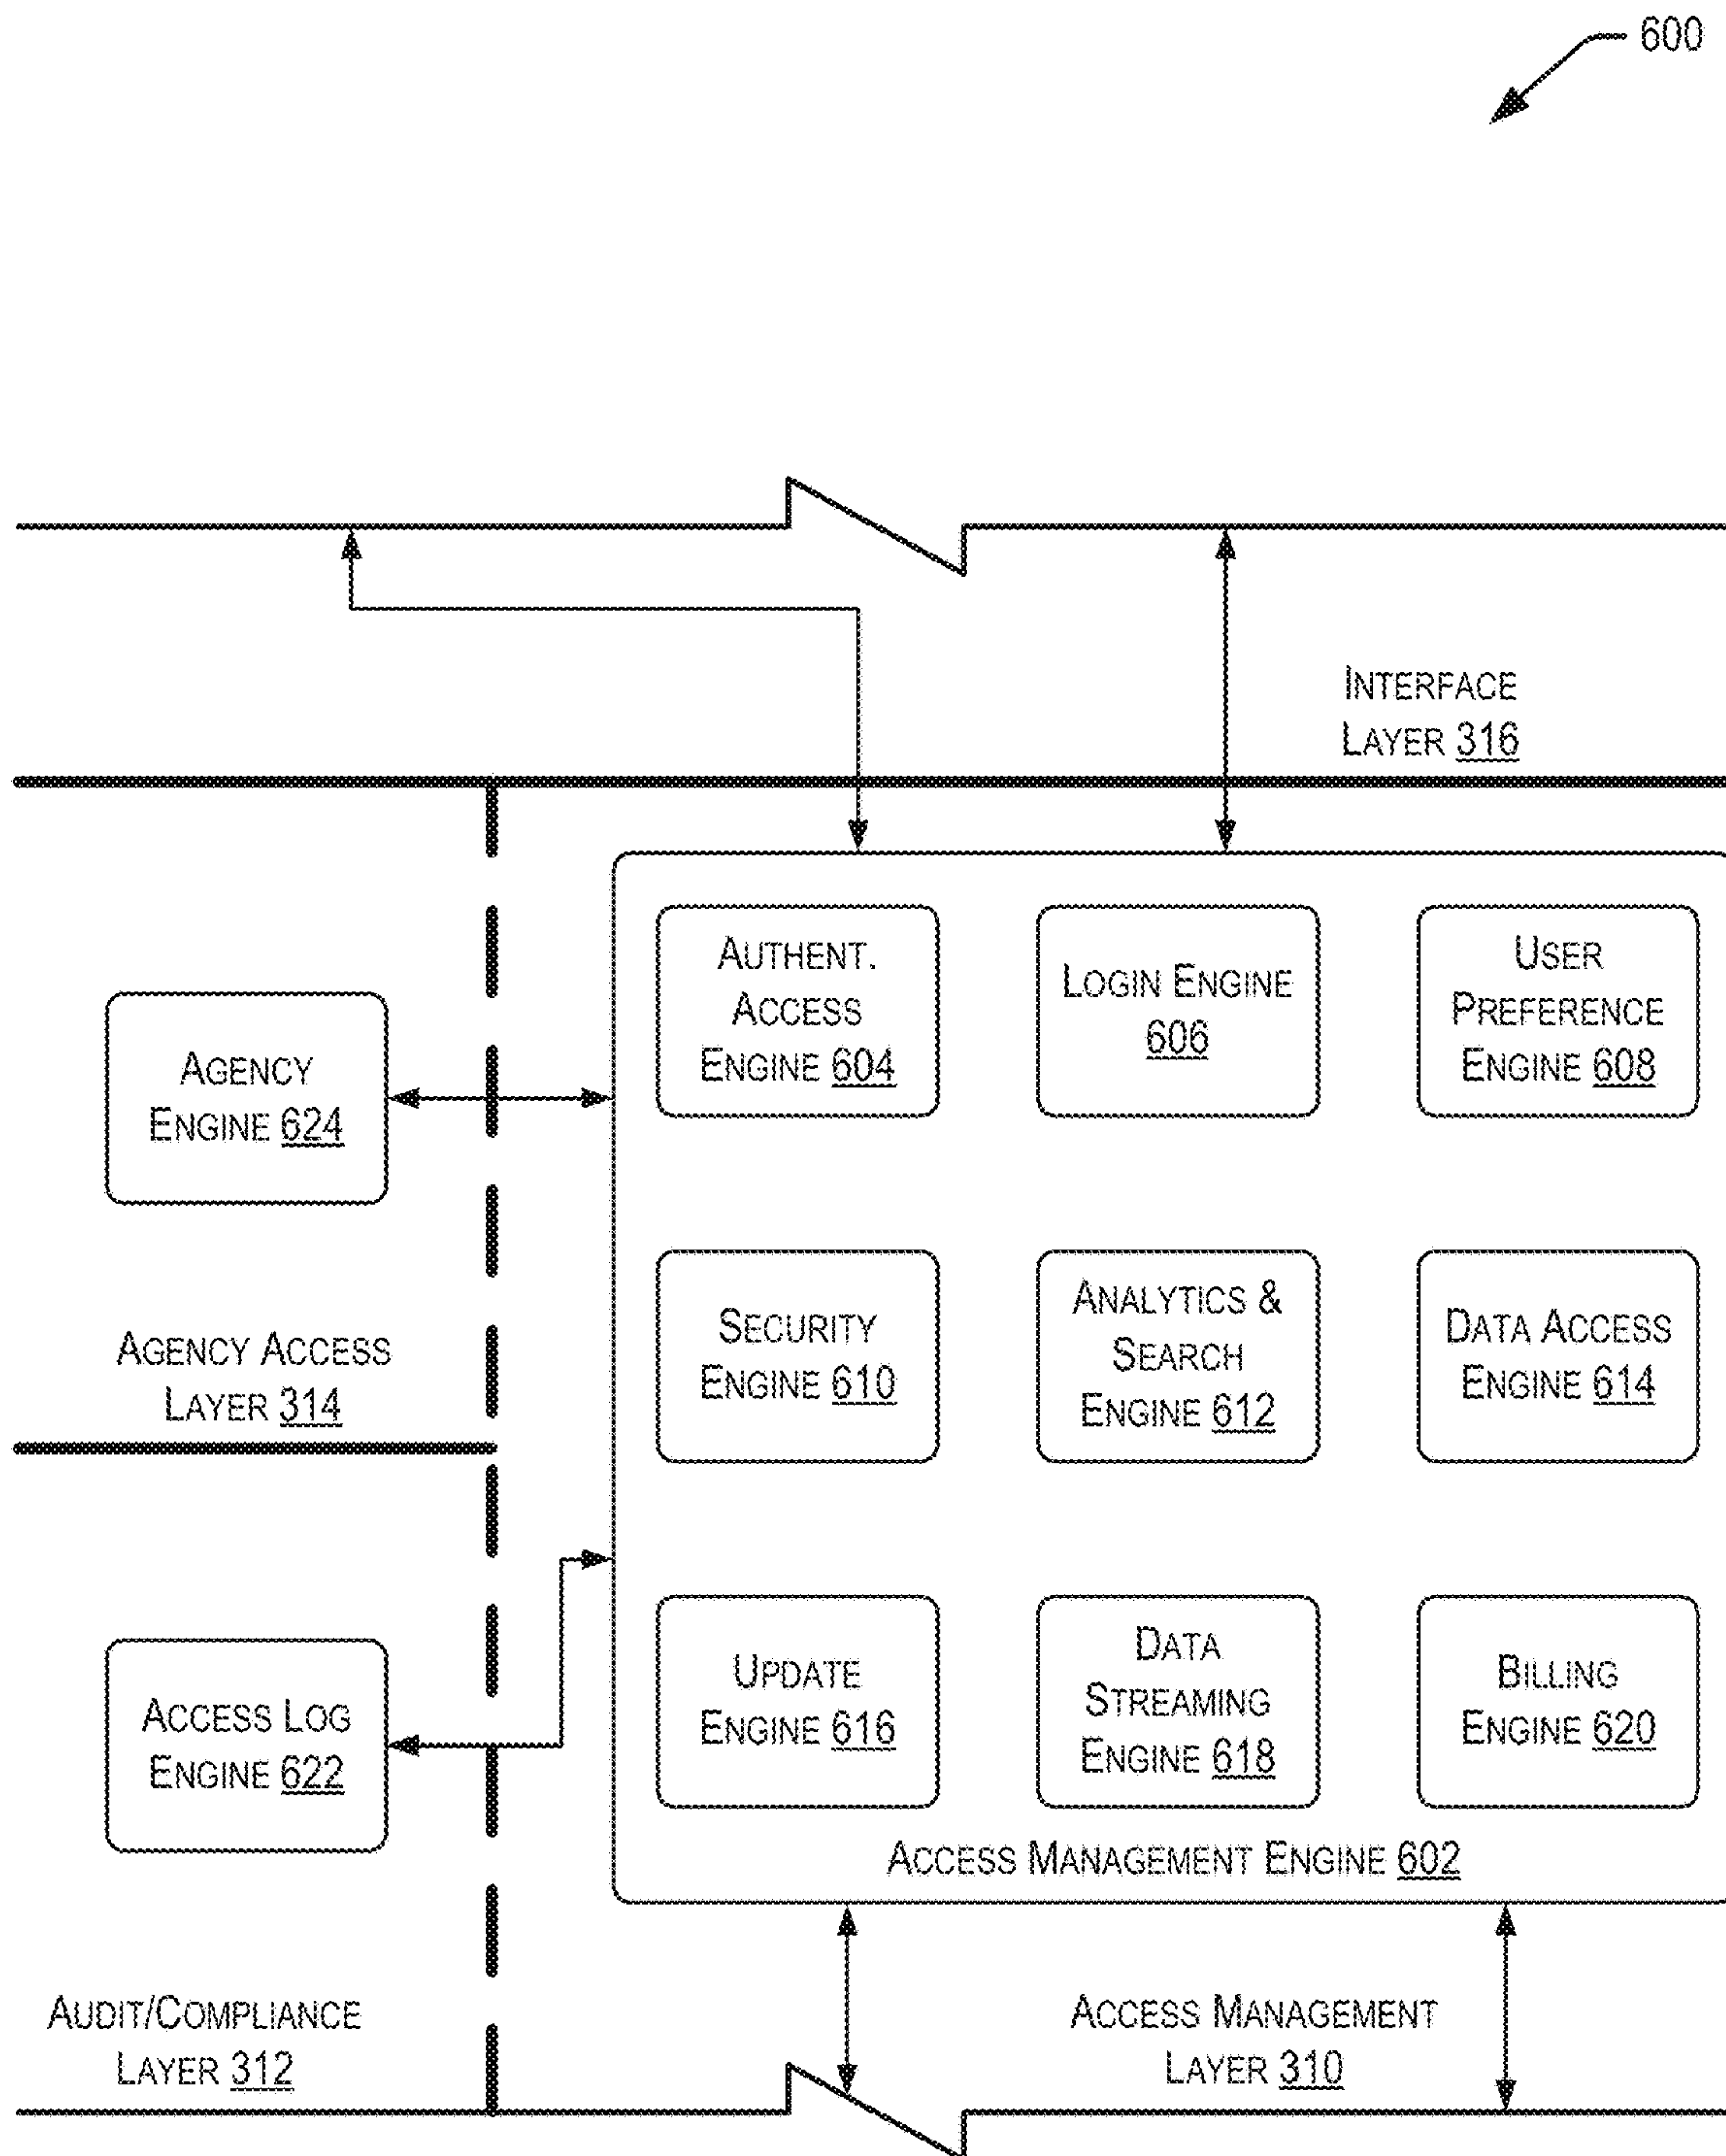 600
INTERFACE
LAYER 316
AUTHENT.
ACCESS
ENGINE 604
LOGIN ENGINE
606
USER
PREFERENCE
ENGINE 608
AGENCY
ENGINE 624
SECURITY
ENGINE 610
ANALYTICS &
SEARCH
ENGINE 612
DATA ACCESS
ENGINE 614
AGENCY ACCESS
LAYER 314
UPDATE
ENGINE 616
DATA
STREAMING
ENGINE 618
BILLING
ENGINE 620
ACCESS LOG
ENGINE 622
ACCESS MANAGEMENT ENGINE 602
AUDIT/COMPLIANCE
LAYER 312
ACCESS MANAGEMENT
LAYER 310